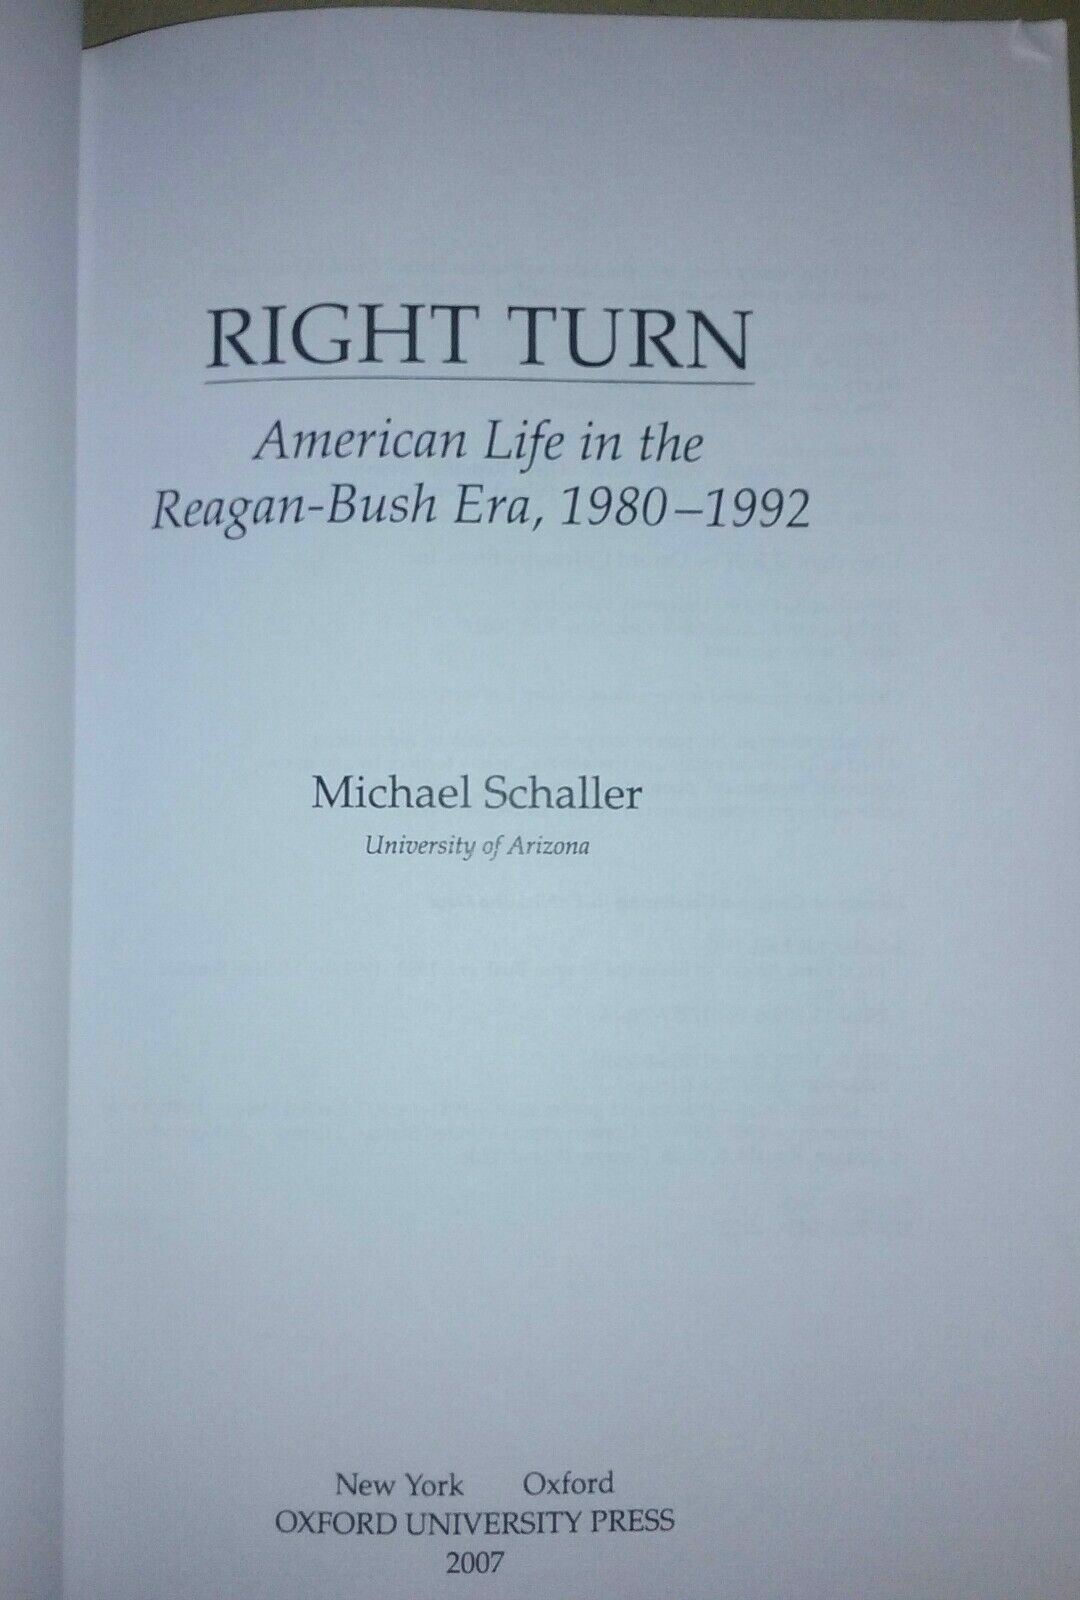 RIGHT TURN
American Life in the
Reagan-Bush Era, 1980–1992
Michael Schaller
University of Arizona
New York Oxford
OXFORD UNIVERSITY PRESS
2007